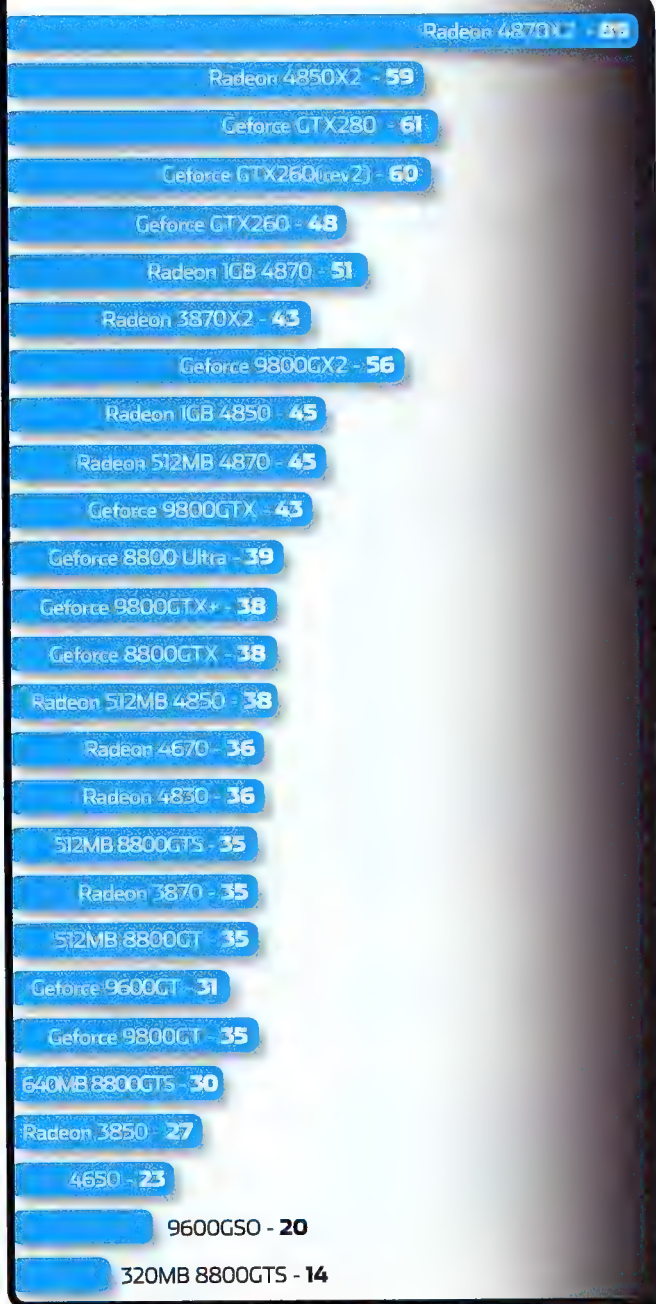 Radeon 4870X2 -
Radeon 4850X2 - 59
Geforce GTX280 - 61
Geforce GTX260(rev2) - 60
Geforce GTX260 - 48
Radeon 1GB 4870 - 51
Radeon 3870X2 - 43
Geforce 9800GX2 - 56
Radeon 1GB 4850 - 45
Radeon 512MB 4870 - 45
Geforce 9800GTX - 43
Geforce 8800 Ultra - 39
Geforce 9800GTX+ - 38
Geforce 8800GTX - 38
Radeon 512MB 4850 - 38
Radeon 4670 - 36
Radeon 4830 - 36
512MB 8800GTS - 35
Radeon 3870 - 35
512MB 8800GT - 35
Geforce 9600GT - 31
Geforce 9800GT - 35
640MB 8800GTS - 30
Radeon 3850 - 27
4650 - 23
9600GSO - 20
320MB 8800GTS - 14